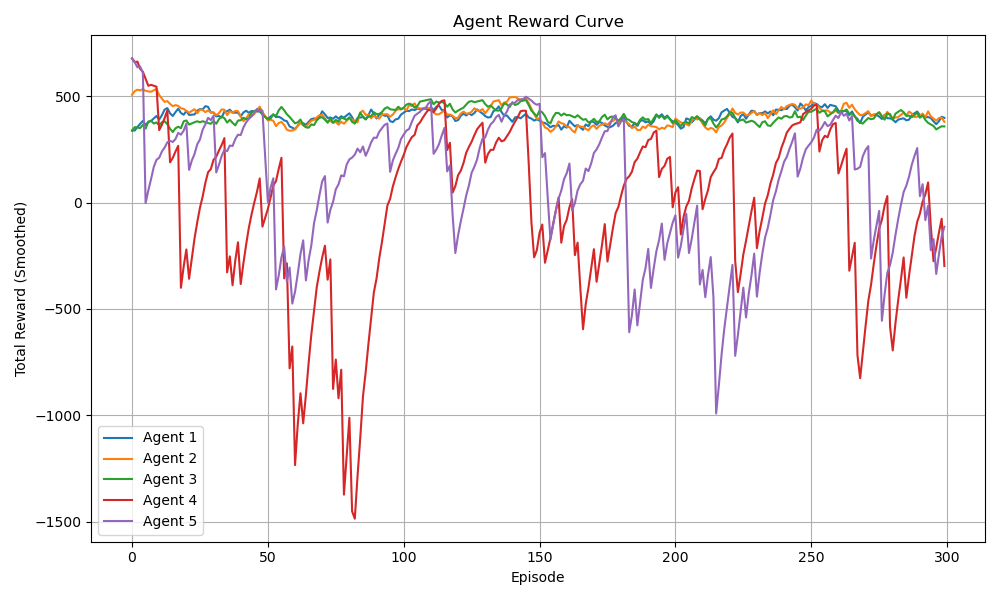 Agent Reward Curve
Total Reward (Smoothed)
500
0
−500
−1000
−1500
Agent 1
Agent 2
Agent 3
Agent 4
Agent 5
0 50 100 150 200 250 300
Episode